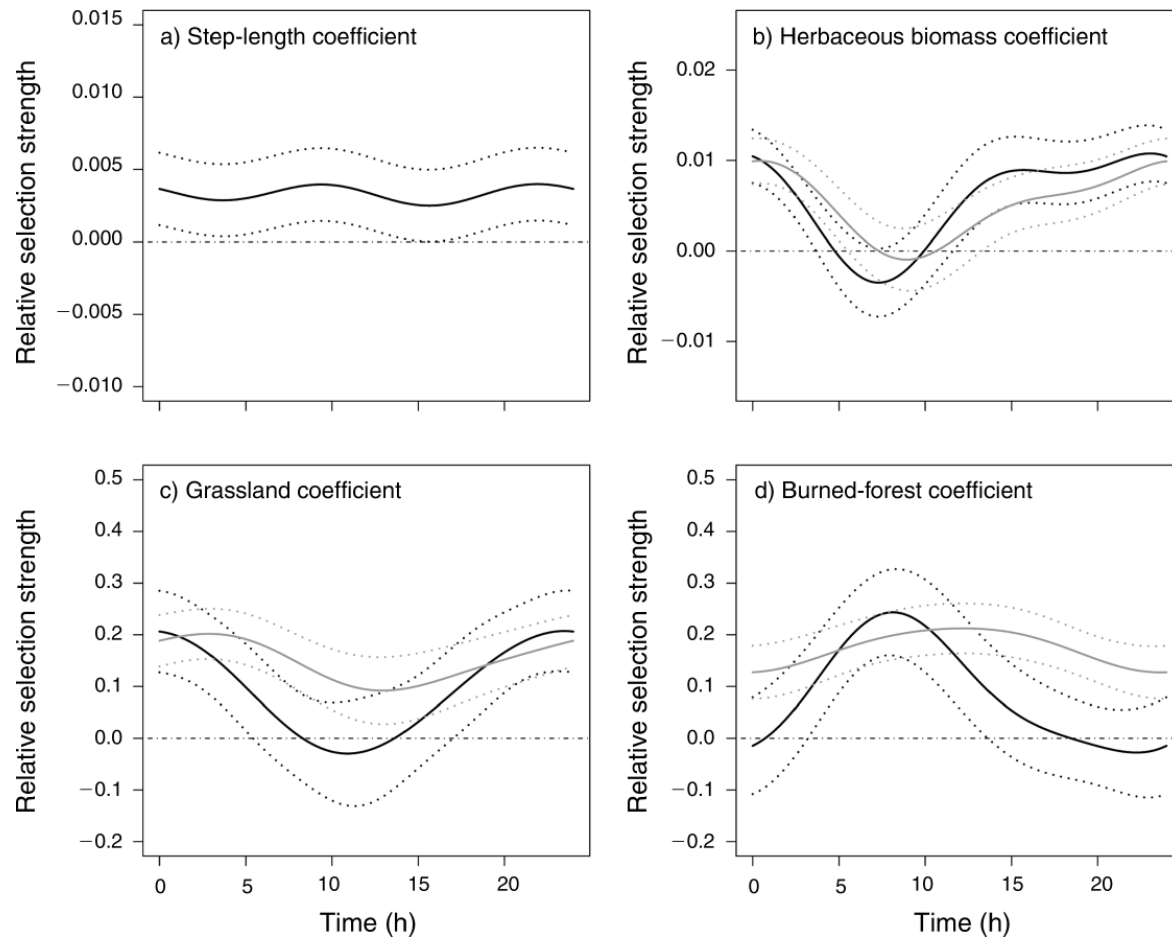 a) Step-length coefficient
Relative selection strength
0.015
0.010
0.005
0.000
−0.005
−0.010
b) Herbaceous biomass coefficient
Relative selection strength
0.02
0.01
0.00
−0.01
c) Grassland coefficient
Relative selection strength
0.5
0.4
0.3
0.2
0.1
0.0
−0.1
−0.2
0 5 10 15 20
Time (h)
d) Burned-forest coefficient
Relative selection strength
0.5
0.4
0.3
0.2
0.1
0.0
−0.1
−0.2
0 5 10 15 20
Time (h)